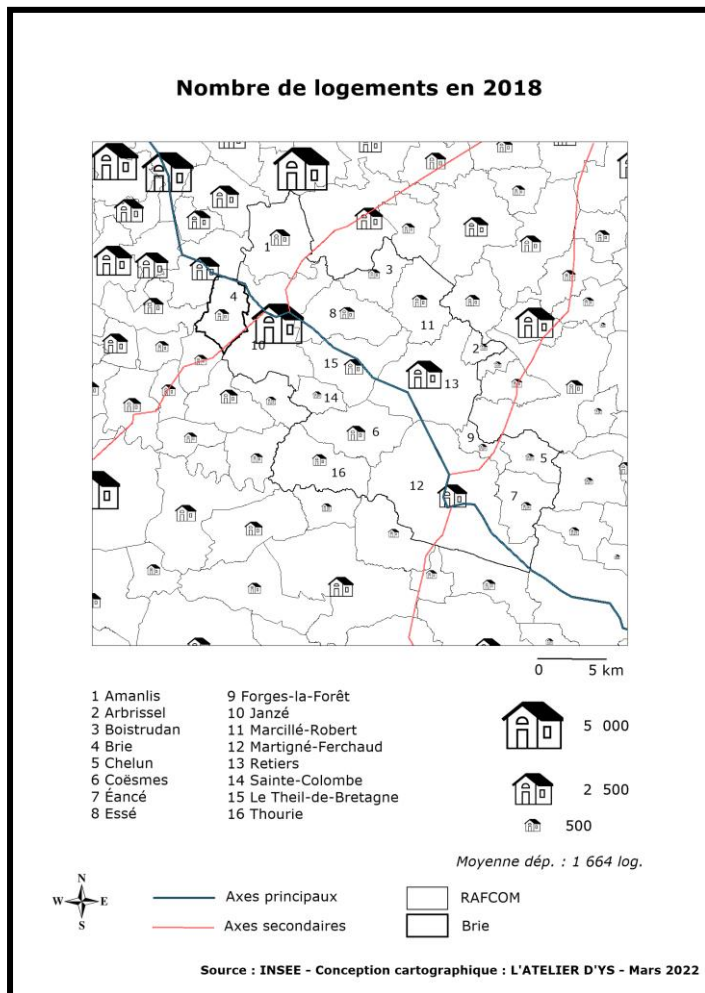 Nombre de logements en 2018
1
3
4
8
11
10
2
15
13
14
6
9
5
16
12
7
0 5 km
1 Amanlis
2 Arbrissel
3 Boistrudan
4 Brie
5 Chelun
6 Coësmes
7 Éancé
8 Essé
9 Forges-la-Forêt
10 Janzé
11 Marcillé-Robert
12 Martigné-Ferchaud
13 Retiers
14 Sainte-Colombe
15 Le Theil-de-Bretagne
16 Thourie
5 000
2 500
500
Moyenne dép. : 1 664 log.
N
W E
S
Axes principaux
Axes secondaires
RAFCOM
Brie
Source : INSEE - Conception cartographique : L'ATELIER D'YS - Mars 2022